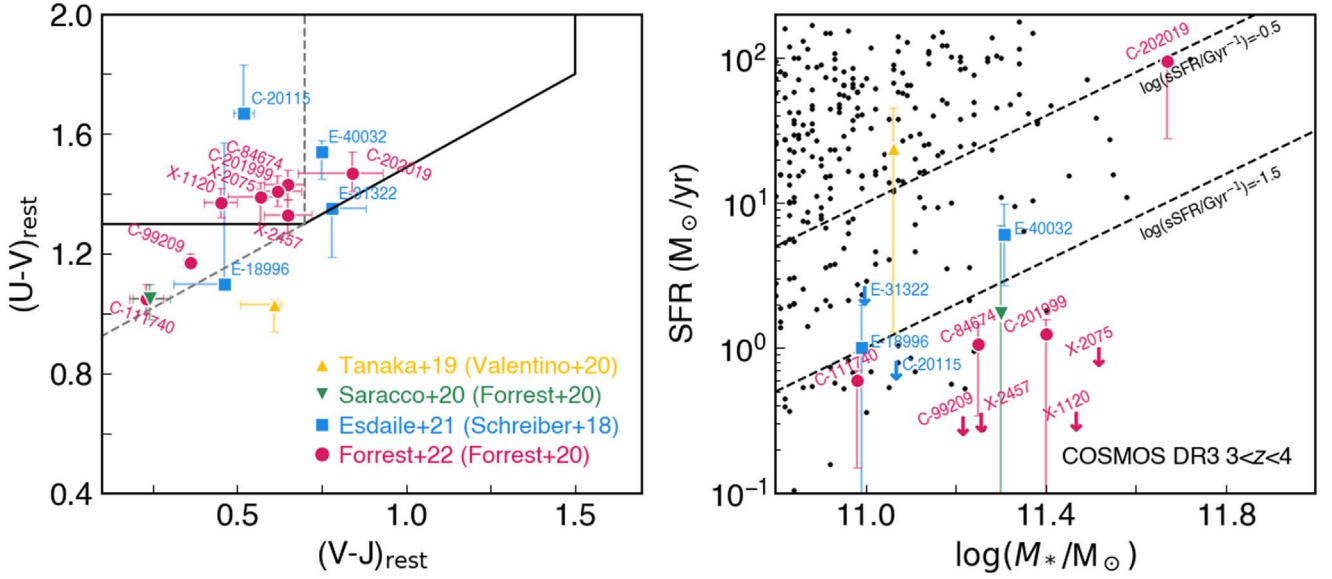 2.0
1.6
1.2
0.8
0.4
(U-V)rest
0.5
1.0
1.5
(V-J)rest
C-20115
E-40032
C-84674
C-201999
X-2075
X-1120
C-202019
E-31322
X-2457
C-99209
E-18996
C-111740
Tanaka+19 (Valentino+20)
Saracco+20 (Forrest+20)
Esdaile+21 (Schreiber+18)
Forrest+22 (Forrest+20)
10²
10¹
10⁰
10⁻¹
SFR (M☉/yr)
11.0
11.4
11.8
log(M*/M☉)
C-202019
log(sSFR/Gyr⁻¹)=-0.5
log(sSFR/Gyr⁻¹)=-1.5
E-40032
E-31322
C-84674
C-201999
E-18996
X-2075
C-111740
C-20115
C-99209
X-2457
X-1120
COSMOS DR3 3<z<4